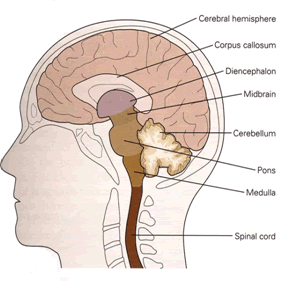 Cerebral hemisphere
Corpus callosum
Diencephalon
Midbrain
Cerebellum
Pons
Medulla
Spinal cord